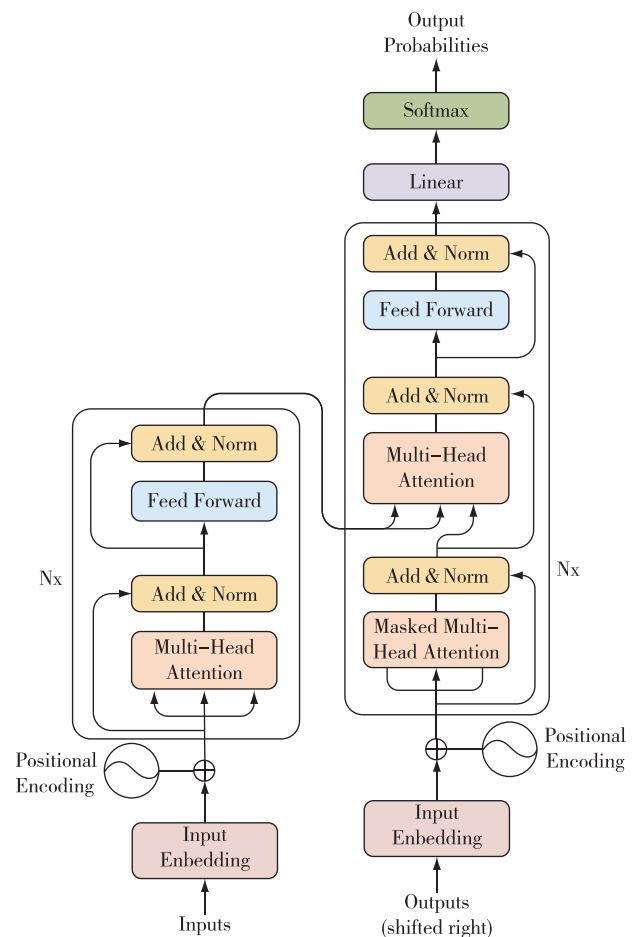 Output
Probabilities
Softmax
Linear
Add & Norm
Feed Forward
Add & Norm
Multi–Head
Attention
Add & Norm
Masked Multi–
Head Attention
Nx
Positional
Encoding
Input
Enbedding
Outputs
(shifted right)
Add & Norm
Feed Forward
Add & Norm
Multi–Head
Attention
Nx
Positional
Encoding
Input
Enbedding
Inputs